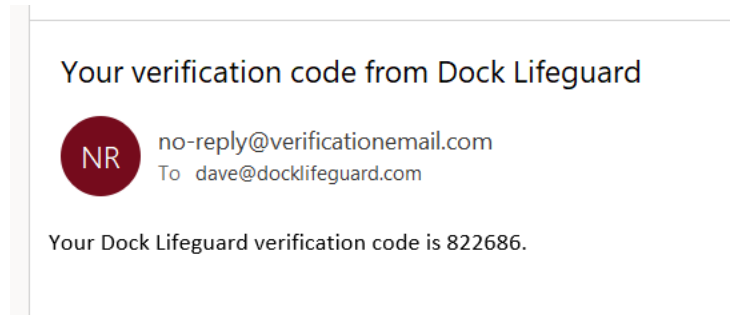 Your verification code from Dock Lifeguard
NR
no-reply@verificationemail.com
To dave@docklifeguard.com
Your Dock Lifeguard verification code is 822686.